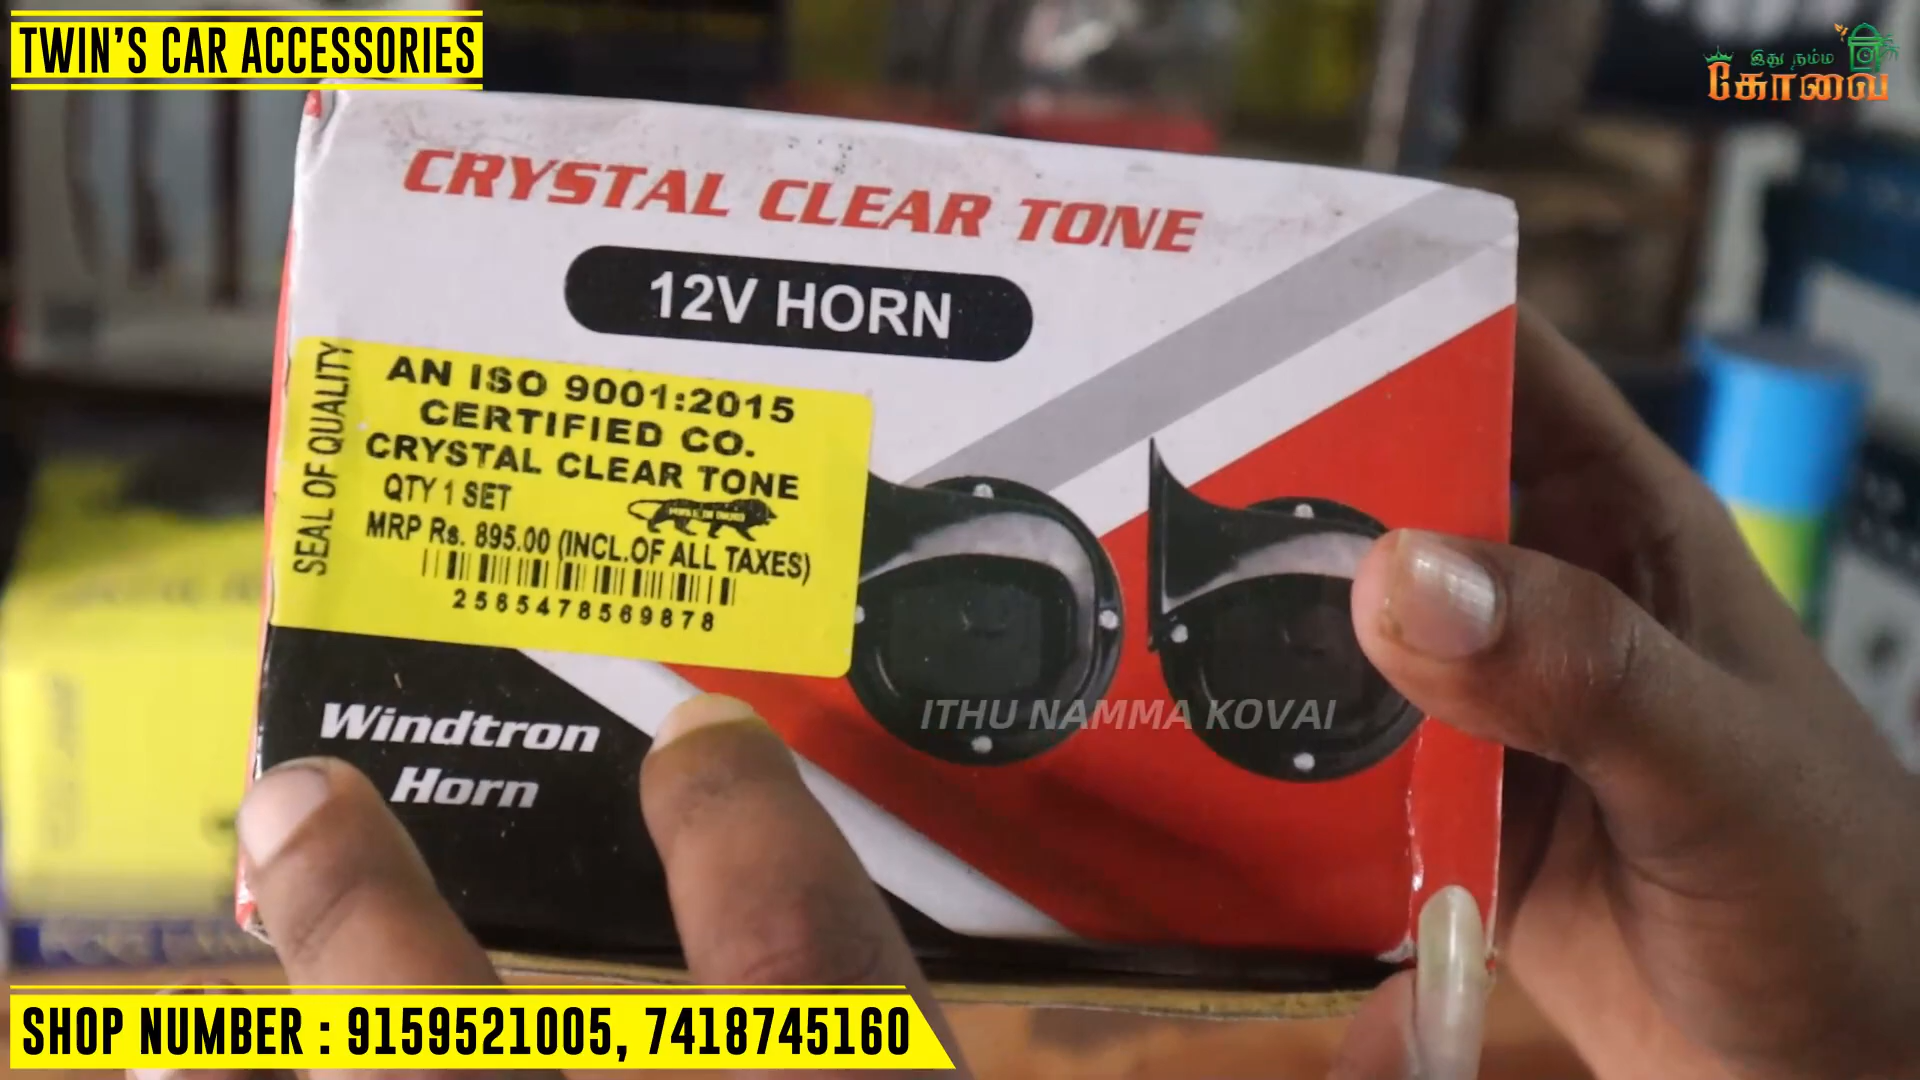 TWIN'S CAR ACCESSORIES
இது நம்ம
கோவை
CRYSTAL CLEAR TONE
12V HORN
SEAL OF QUALITY
AN ISO 9001:2015
CERTIFIED CO.
CRYSTAL CLEAR TONE
QTY 1 SET
MRP Rs. 895.00 (INCL.OF ALL TAXES)
2565478569878
Windtron
Horn
ITHU NAMMA KOVAI
SHOP NUMBER : 9159521005, 7418745160